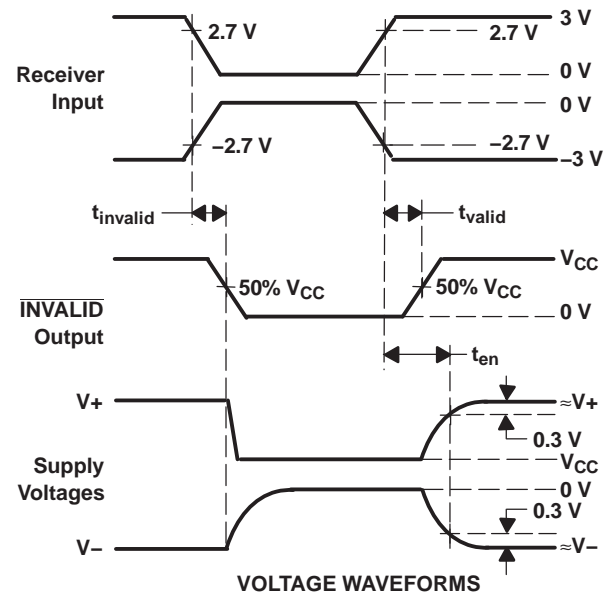 3 V
2.7 V
2.7 V
Receiver
Input
0 V
0 V
−2.7 V
−2.7 V
−3 V
tinvalid
tvalid
VCC
50% VCC
50% VCC
INVALID
Output
0 V
ten
V+
≈V+
0.3 V
VCC
Supply
Voltages
0 V
0.3 V
V−
≈V−
VOLTAGE WAVEFORMS